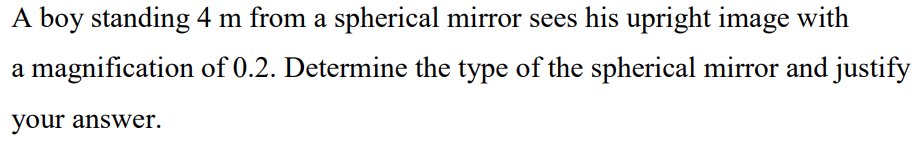 A boy standing 4 m from a spherical mirror sees his upright image with
a magnification of 0.2. Determine the type of the spherical mirror and justify
your answer.